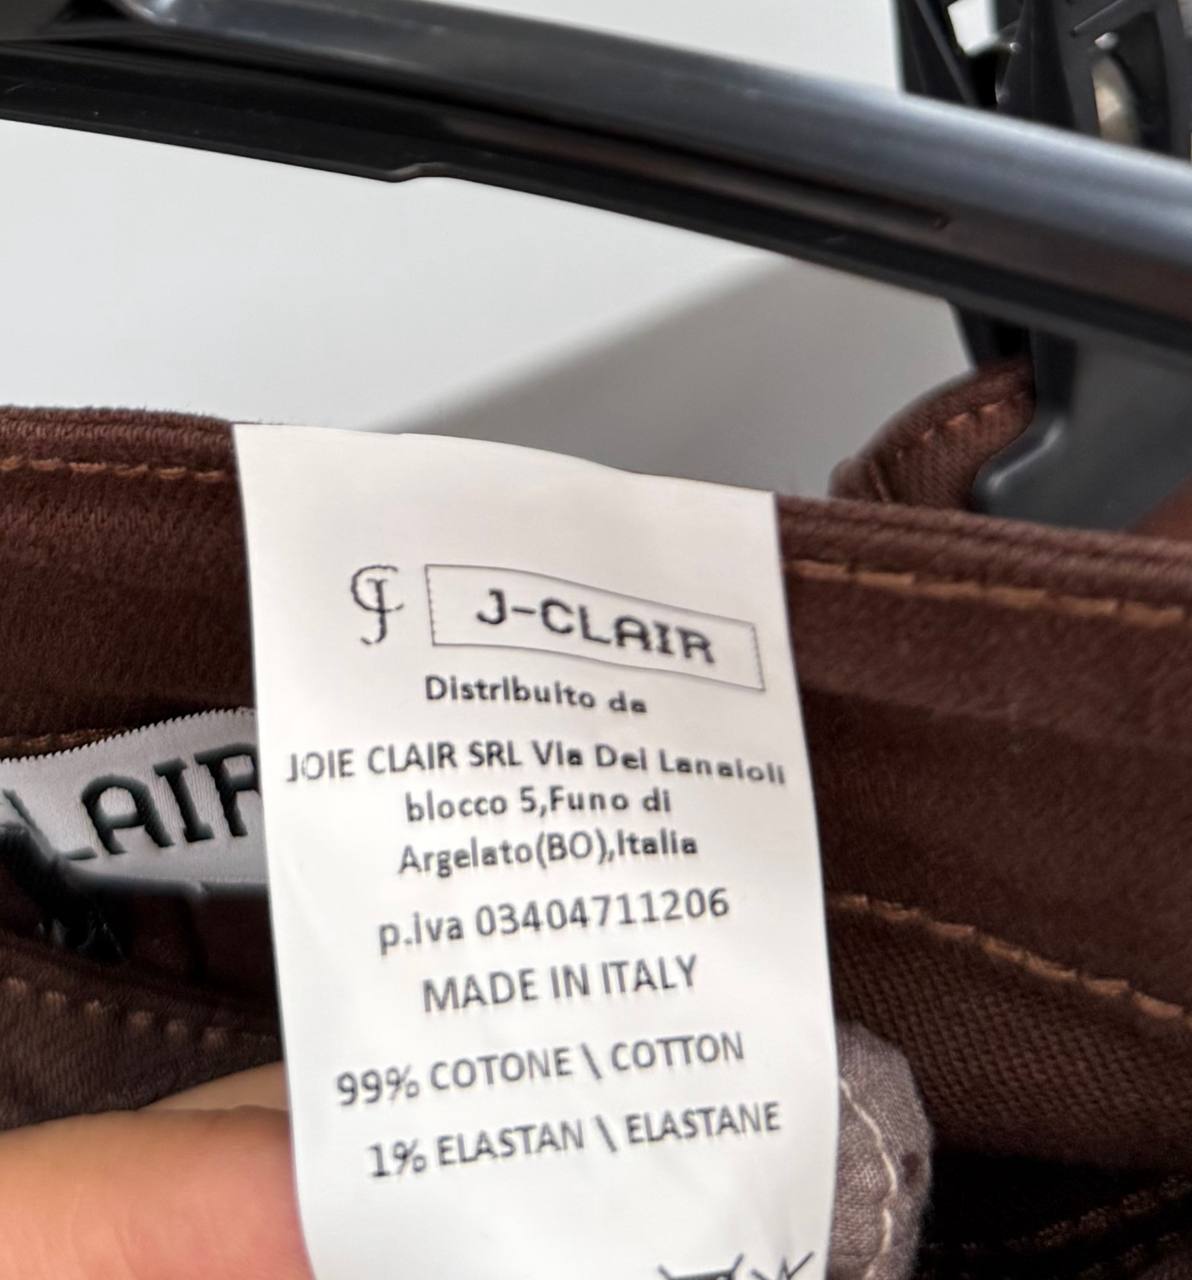 J-CLAIR
Distribuito da
JOIE CLAIR SRL Via Dei Lanaioli
blocco 5,Funo di
Argelato(BO),Italia
p.iva 03404711206
MADE IN ITALY
99% COTONE \ COTTON
1% ELASTAN \ ELASTANE
LAIR